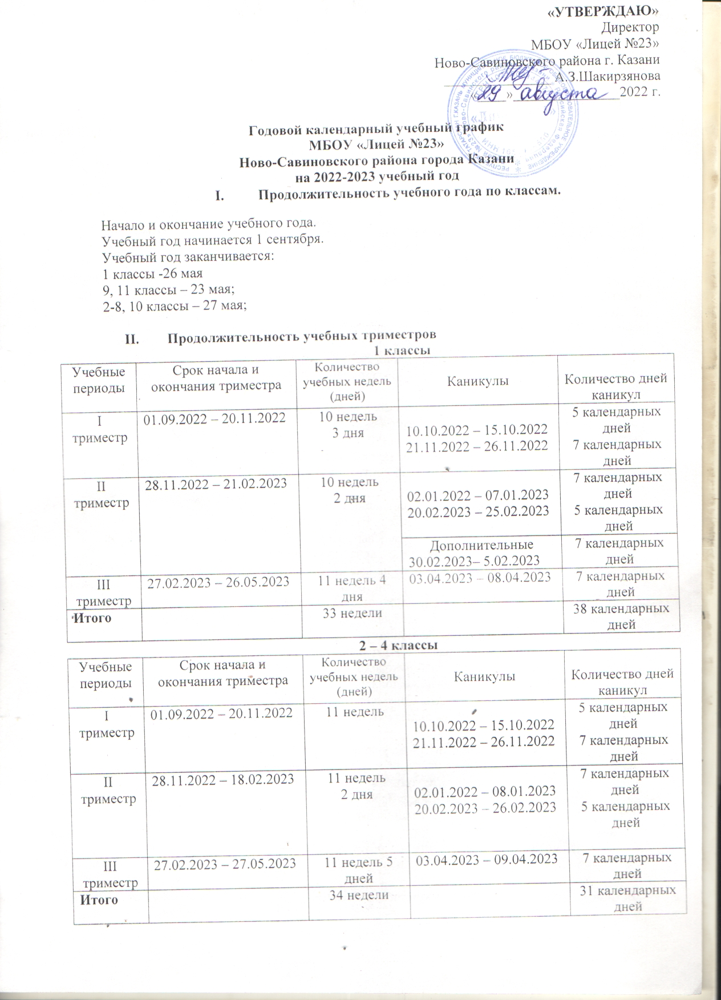 «УТВЕРЖДАЮ»
Директор
МБОУ «Лицей №23»
Ново-Савиновского района г. Казани
А.З.Шакирзянова
«29» августа 2022 г.
Годовой календарный учебный график
МБОУ «Лицей №23»
Ново-Савиновского района города Казани
на 2022-2023 учебный год
I. Продолжительность учебного года по классам.
Начало и окончание учебного года.
Учебный год начинается 1 сентября.
Учебный год заканчивается:
1 классы -26 мая
9, 11 классы – 23 мая;
2-8, 10 классы – 27 мая;
II. Продолжительность учебных триместров
1 классы
Учебные периоды
Срок начала и окончания триместра
Количество учебных недель (дней)
Каникулы
Количество дней каникул
I триместр
01.09.2022 – 20.11.2022
10 недель
3 дня
10.10.2022 – 15.10.2022
21.11.2022 – 26.11.2022
5 календарных дней
7 календарных дней
II триместр
28.11.2022 – 21.02.2023
10 недель
2 дня
02.01.2022 – 07.01.2023
20.02.2023 – 25.02.2023
7 календарных дней
5 календарных дней
Дополнительные
30.02.2023– 5.02.2023
7 календарных дней
III триместр
27.02.2023 – 26.05.2023
11 недель 4 дня
03.04.2023 – 08.04.2023
7 календарных дней
Итого
33 недели
38 календарных дней
2 – 4 классы
Учебные периоды
Срок начала и окончания триместра
Количество учебных недель (дней)
Каникулы
Количество дней каникул
I триместр
01.09.2022 – 20.11.2022
11 недель
10.10.2022 – 15.10.2022
21.11.2022 – 26.11.2022
5 календарных дней
7 календарных дней
II триместр
28.11.2022 – 18.02.2023
11 недель
2 дня
02.01.2022 – 08.01.2023
20.02.2023 – 26.02.2023
7 календарных дней
5 календарных дней
III триместр
27.02.2023 – 27.05.2023
11 недель 5 дней
03.04.2023 – 09.04.2023
7 календарных дней
Итого
34 недели
31 календарных дней